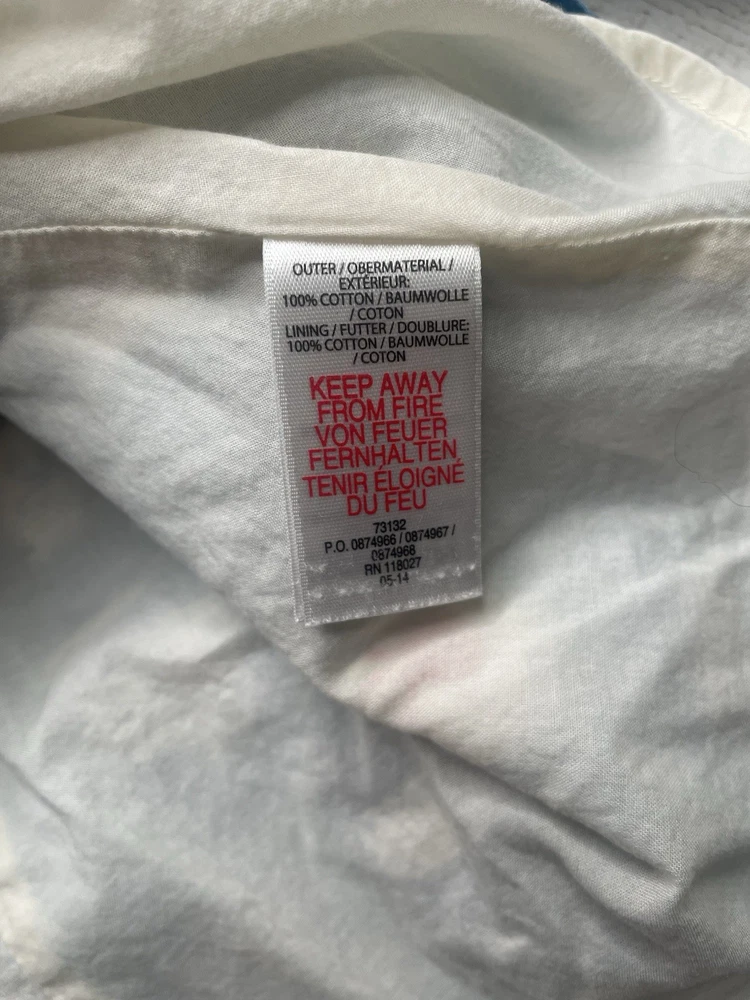 OUTER / OBERMATERIAL /
EXTÉRIEUR:
100% COTTON / BAUMWOLLE
/ COTON
LINING / FUTTER / DOUBLURE:
100% COTTON / BAUMWOLLE
/ COTON
KEEP AWAY
FROM FIRE
VON FEUER
FERNHALTEN
TENIR ÉLOIGNÉ
DU FEU
73132
P.O. 0874966 / 0874967 /
0874968
RN 118027
05-14